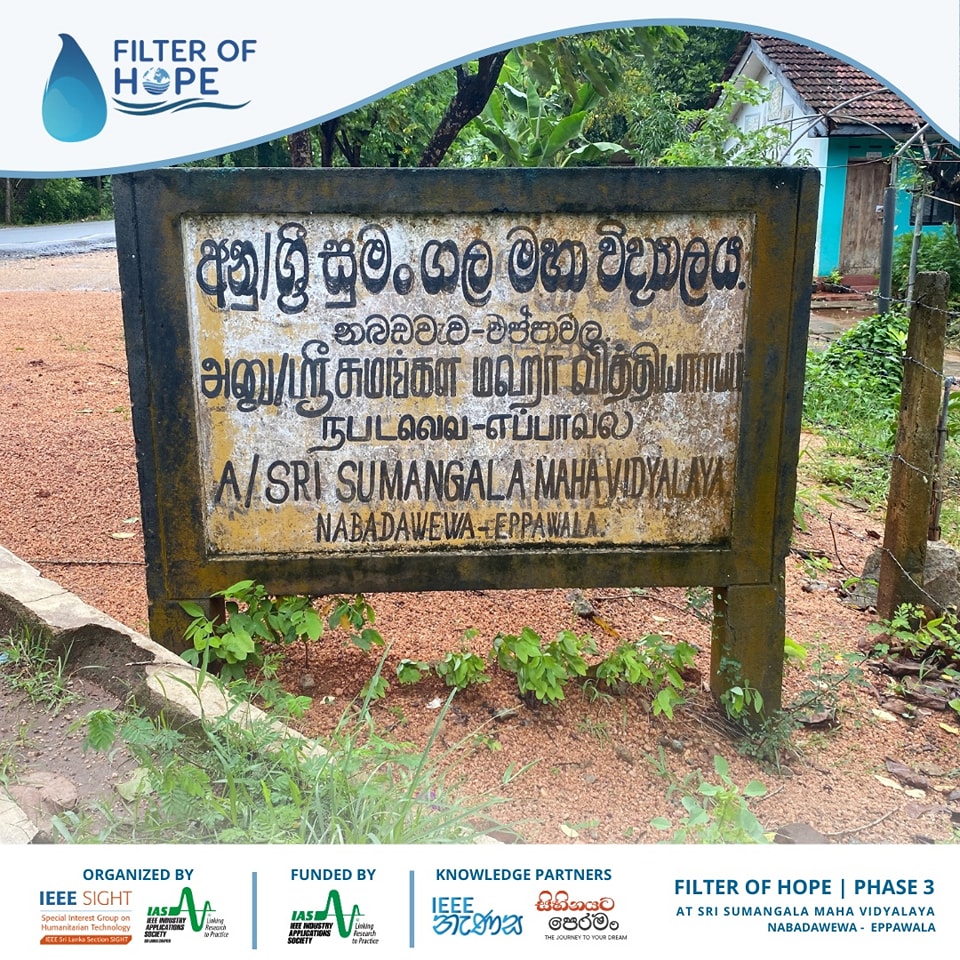 FILTER OF
HOPE
අනු/ශ්‍රී සුමංගල මහා විද්‍යාලය.
නබඩවැව-එප්පාවල.
அனு/ஸ்ரீ சுமங்கள மஹா வித்தியாலய
நபடவெவ-எப்பாவல
A/SRI SUMANGALA MAHA VIDYALAYA
NABADAWEWA-EPPAWALA.
ORGANIZED BY
IEEE SIGHT
Special Interest Group on
Humanitarian Technology
IEEE Sri Lanka Section SIGHT
IAS
IEEE INDUSTRY
APPLICATIONS
SOCIETY
SRI LANKA CHAPTER
Linking
Research
to Practice
FUNDED BY
IAS
IEEE INDUSTRY
APPLICATIONS
SOCIETY
Linking
Research
to Practice
KNOWLEDGE PARTNERS
IEEE
නැණස
සිහිනයට
පෙරමං
THE JOURNEY TO YOUR DREAM
FILTER OF HOPE | PHASE 3
AT SRI SUMANGALA MAHA VIDYALAYA
NABADAWEWA - EPPAWALA